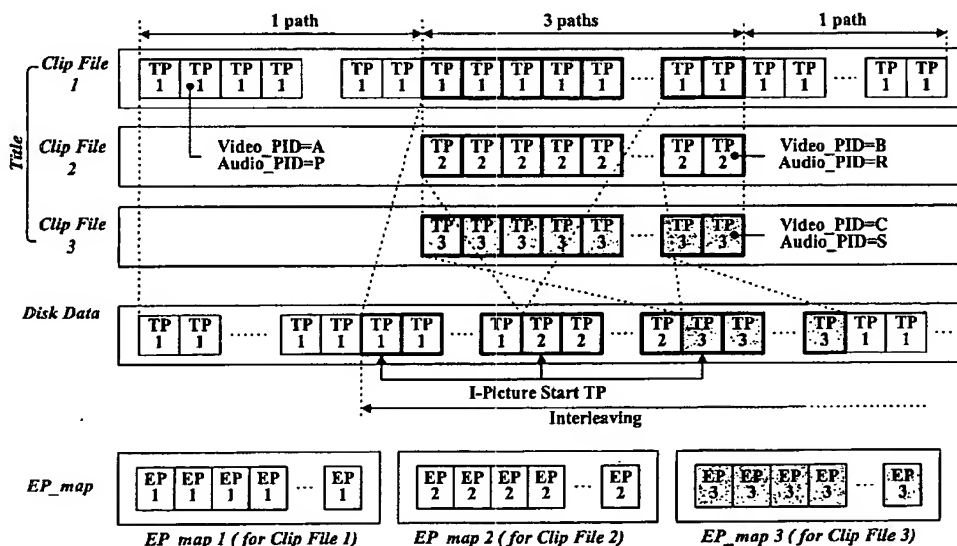 1 path 3 paths 1 path
Title
Clip File 1
TP 1 TP 1 TP 1 TP 1 TP 1 TP 1 TP 1 TP 1 TP 1 TP 1 TP 1 ····· TP 1 TP 1 TP 1 TP 1 ····· TP 1 TP 1
Clip File 2
Video_PID=A
Audio_PID=P
TP 2 TP 2 TP 2 TP 2 TP 2 ····· TP 2 TP 2
Video_PID=B
Audio_PID=R
Clip File 3
TP 3 TP 3 TP 3 TP 3 TP 3 ····· TP 3 TP 3
Video_PID=C
Audio_PID=S
Disk Data
TP 1 TP 1 ······ TP 1 TP 1 TP 1 TP 1 ····· TP 1 TP 2 TP 2 ····· TP 2 TP 3 TP 3 ····· TP 3 TP 1 TP 1 ···
I-Picture Start TP
Interleaving
EP_map
EP 1 EP 1 EP 1 EP 1 ··· EP 1
EP 2 EP 2 EP 2 EP 2 ··· EP 2
EP 3 EP 3 EP 3 EP 3 ··· EP 3
EP_map 1 ( for Clip File 1)
EP_map 2 ( for Clip File 2)
EP_map 3 ( for Clip File 3)